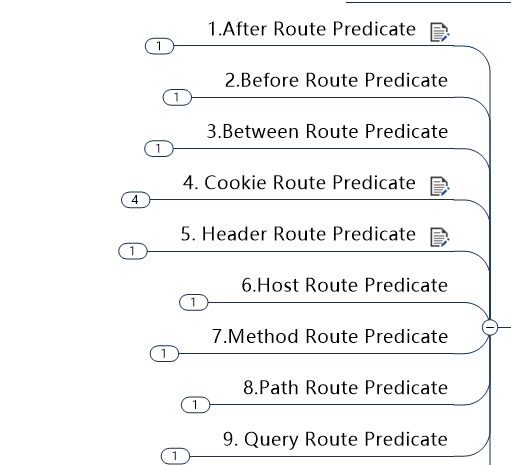 1.After Route Predicate
1
2.Before Route Predicate
1
3.Between Route Predicate
1
4. Cookie Route Predicate
4
5. Header Route Predicate
1
6.Host Route Predicate
1
7.Method Route Predicate
1
8.Path Route Predicate
1
9. Query Route Predicate
1